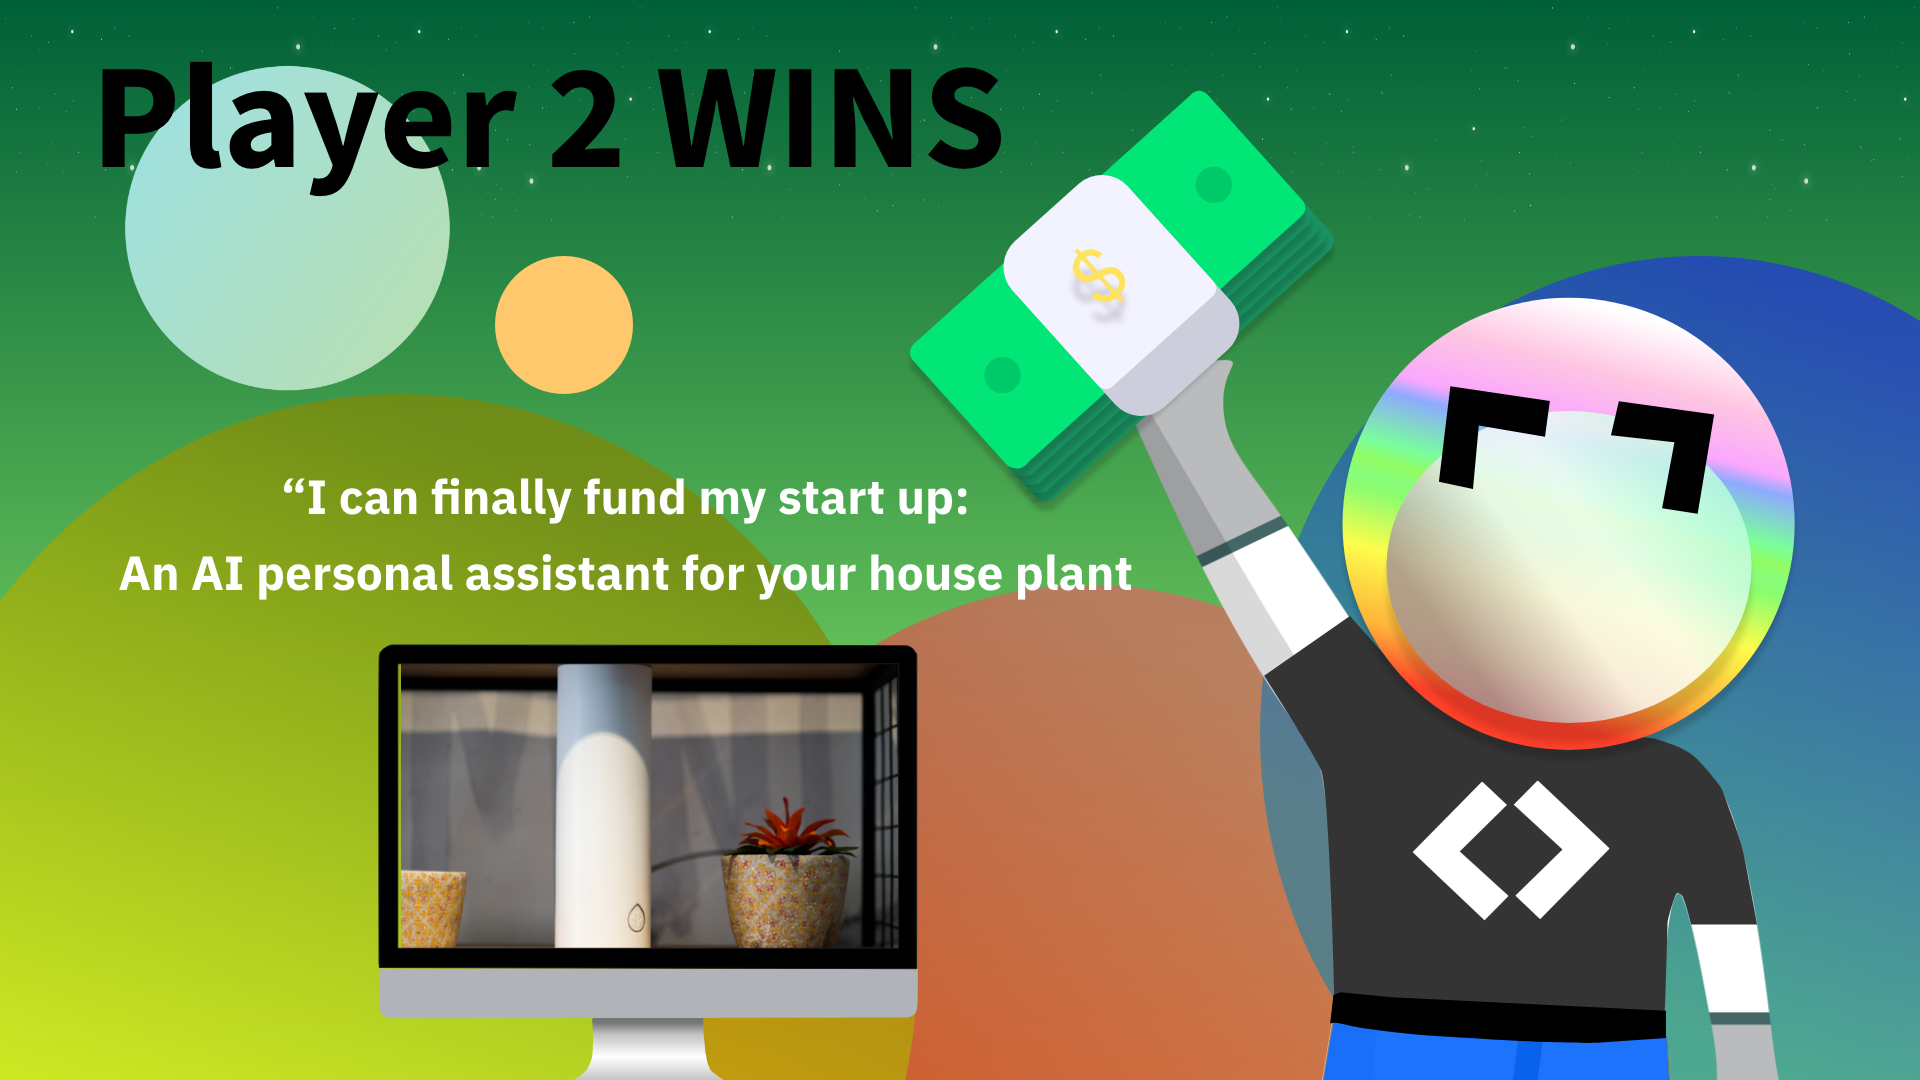 Player 2 WINS
$
“I can finally fund my start up:
An AI personal assistant for your house plant